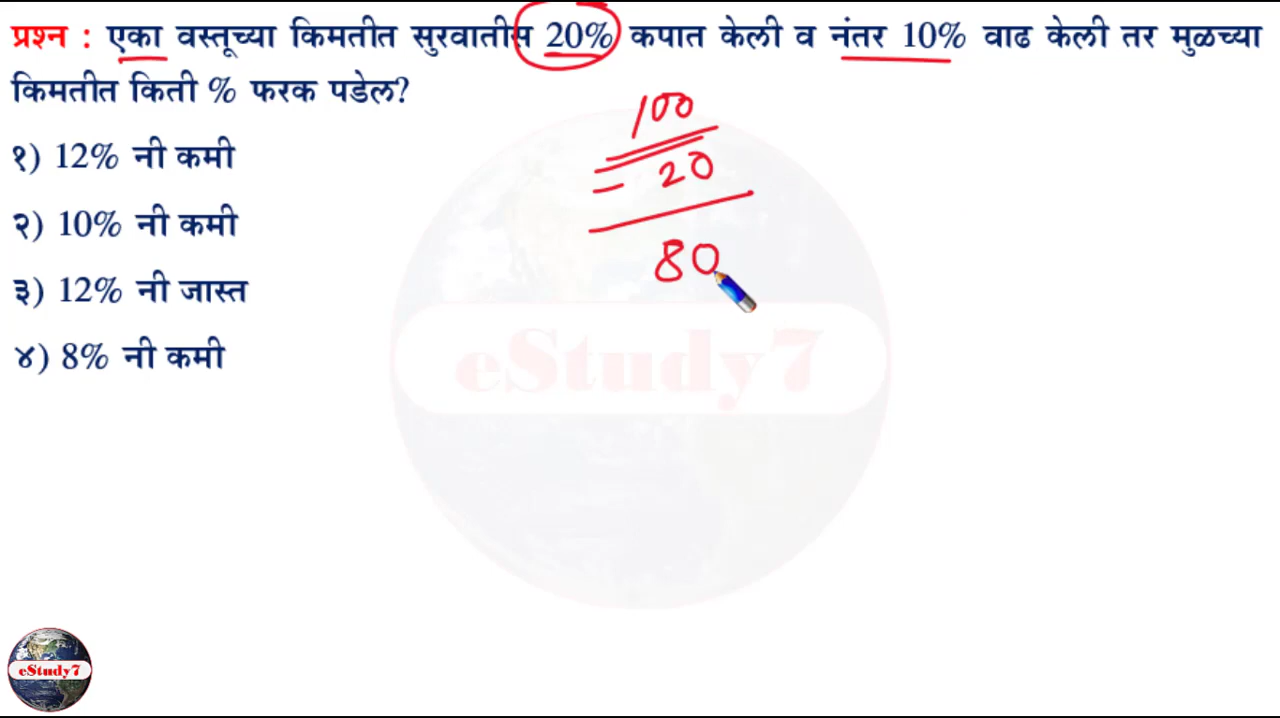 प्रश्न : एका वस्तूच्या किमतीत सुरवातीस 20% कपात केली व नंतर 10% वाढ केली तर मुळच्या
किमतीत किती % फरक पडेल?
१) 12% नी कमी
२) 10% नी कमी
३) 12% नी जास्त
४) 8% नी कमी
100
- 20
80
eStudy7
eStudy7